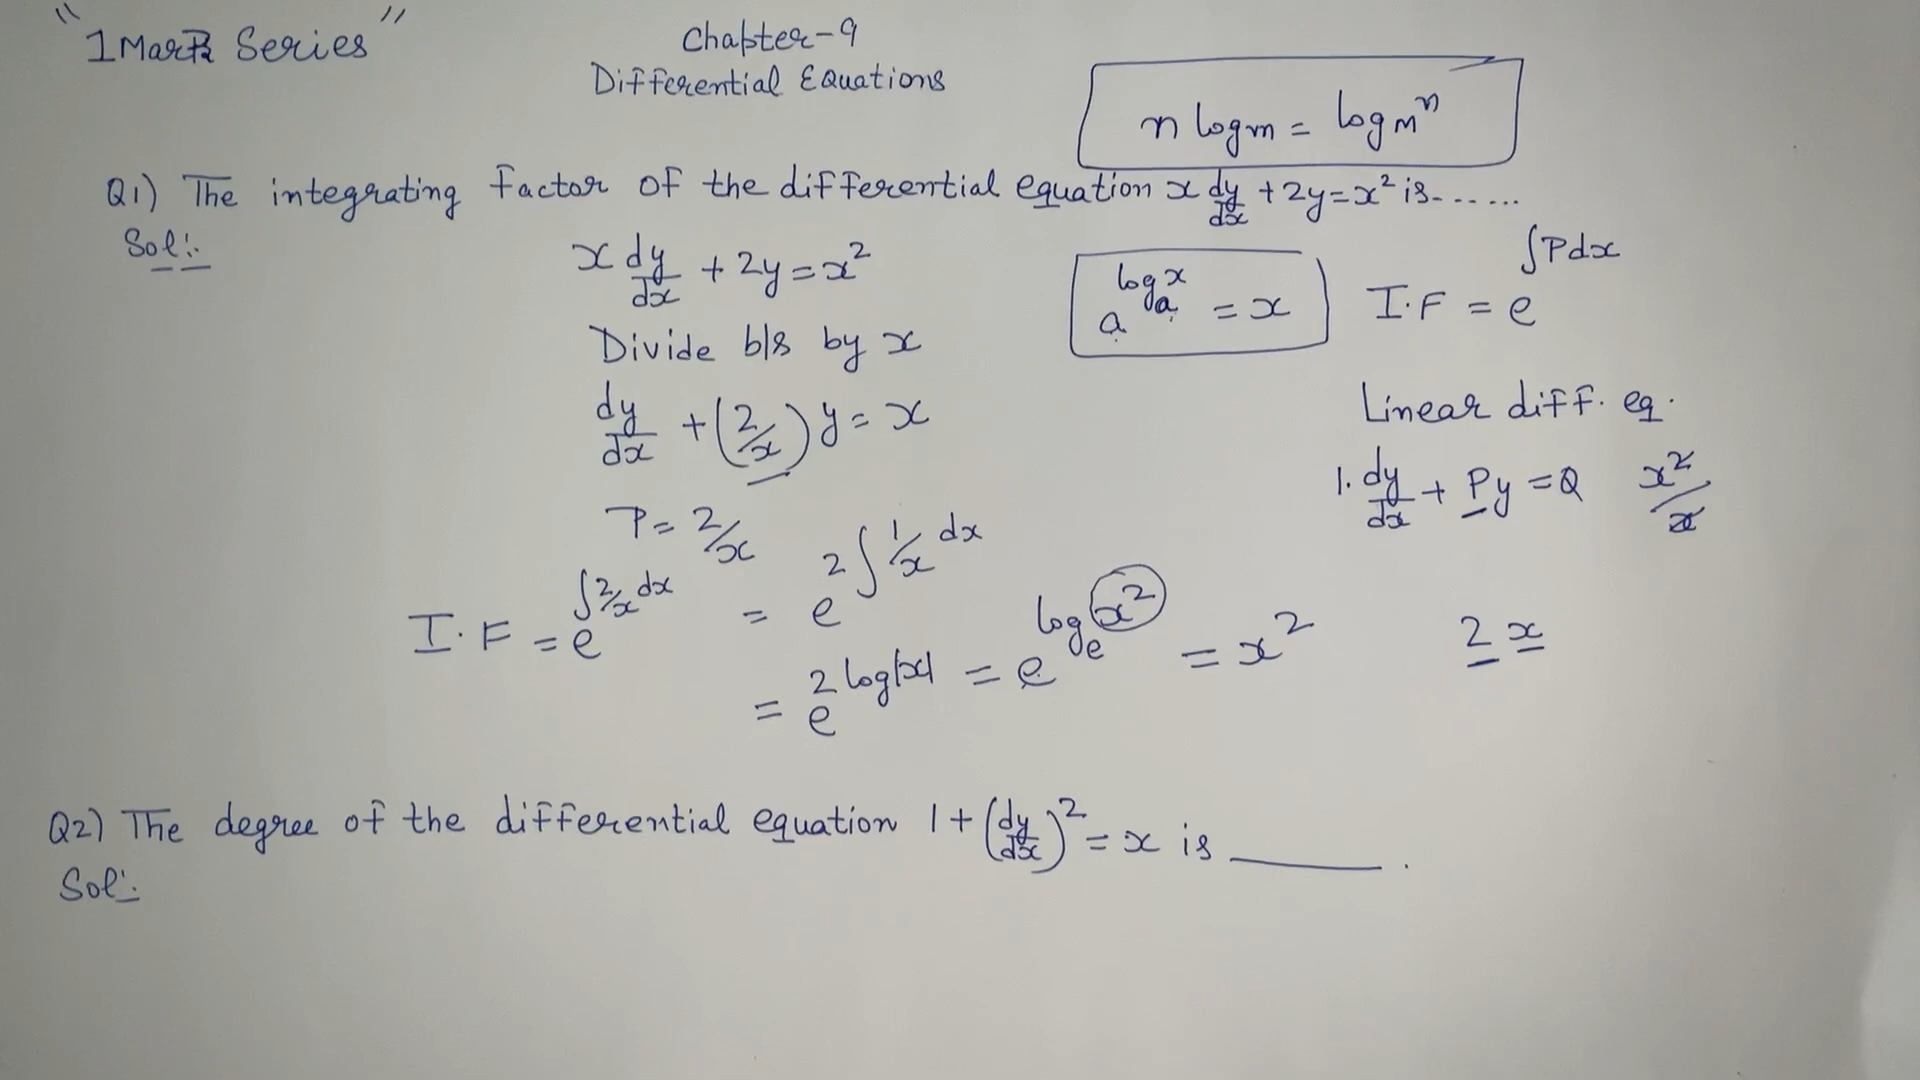 "1 Mark Series"
Chapter-9
Differential Equations
n log m = log m^n
Q1) The integrating factor of the differential equation x dy/dx + 2y = x² is......
Sol:
x dy/dx + 2y = x²
Divide b/s by x
dy/dx + (2/x) y = x
P = 2/x
a^(log_a x) = x
I.F = e^(∫Pdx)
Linear diff. eq.
1. dy/dx + Py = Q
x²/x
I.F = e^(∫2/x dx) = e^(2∫1/x dx)
= e^(2 log|x|) = e^(log_e x²) = x²
2 x
Q2) The degree of the differential equation 1 + (dy/dx)² = x is ______.
Sol: